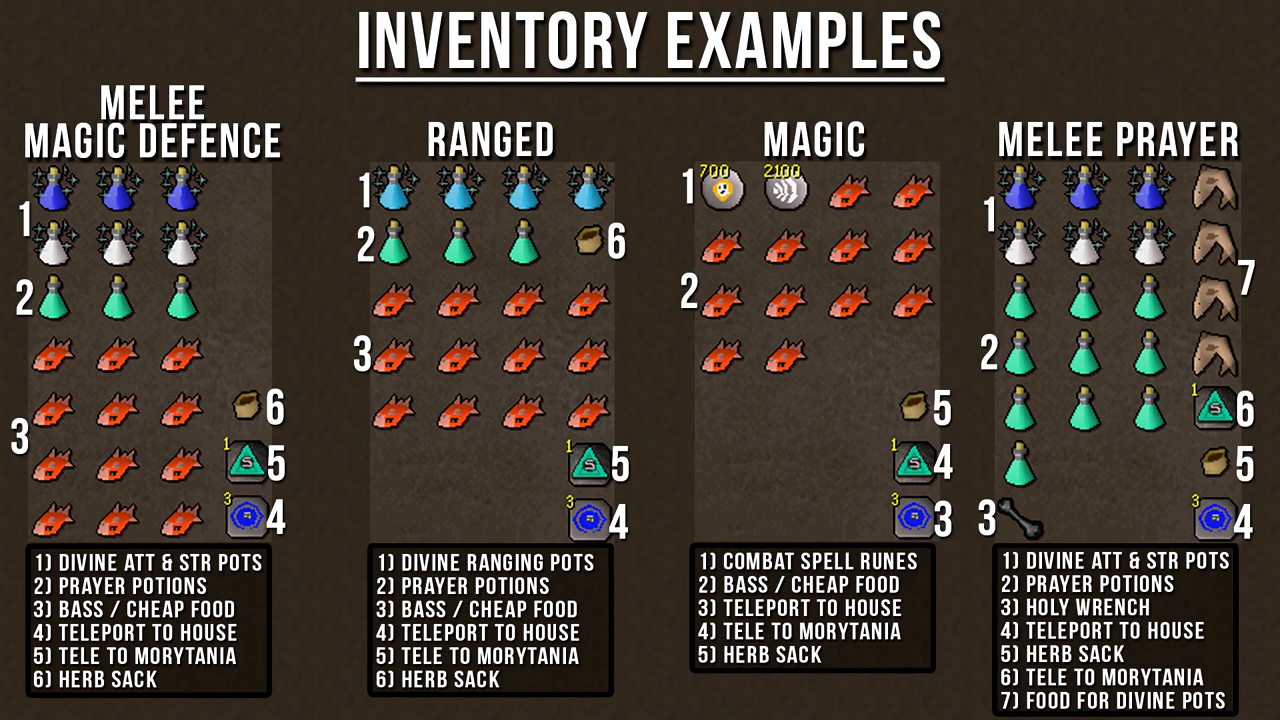 INVENTORY EXAMPLES
MELEE
MAGIC DEFENCE
1
2
3
6
1
5
3
4
1) DIVINE ATT & STR POTS
2) PRAYER POTIONS
3) BASS / CHEAP FOOD
4) TELEPORT TO HOUSE
5) TELE TO MORYTANIA
6) HERB SACK
RANGED
1
2
6
3
1
5
3
4
1) DIVINE RANGING POTS
2) PRAYER POTIONS
3) BASS / CHEAP FOOD
4) TELEPORT TO HOUSE
5) TELE TO MORYTANIA
6) HERB SACK
MAGIC
1
700
2100
2
5
1
4
3
3
1) COMBAT SPELL RUNES
2) BASS / CHEAP FOOD
3) TELEPORT TO HOUSE
4) TELE TO MORYTANIA
5) HERB SACK
MELEE PRAYER
1
7
2
1
6
5
3
3
4
1) DIVINE ATT & STR POTS
2) PRAYER POTIONS
3) HOLY WRENCH
4) TELEPORT TO HOUSE
5) HERB SACK
6) TELE TO MORYTANIA
7) FOOD FOR DIVINE POTS